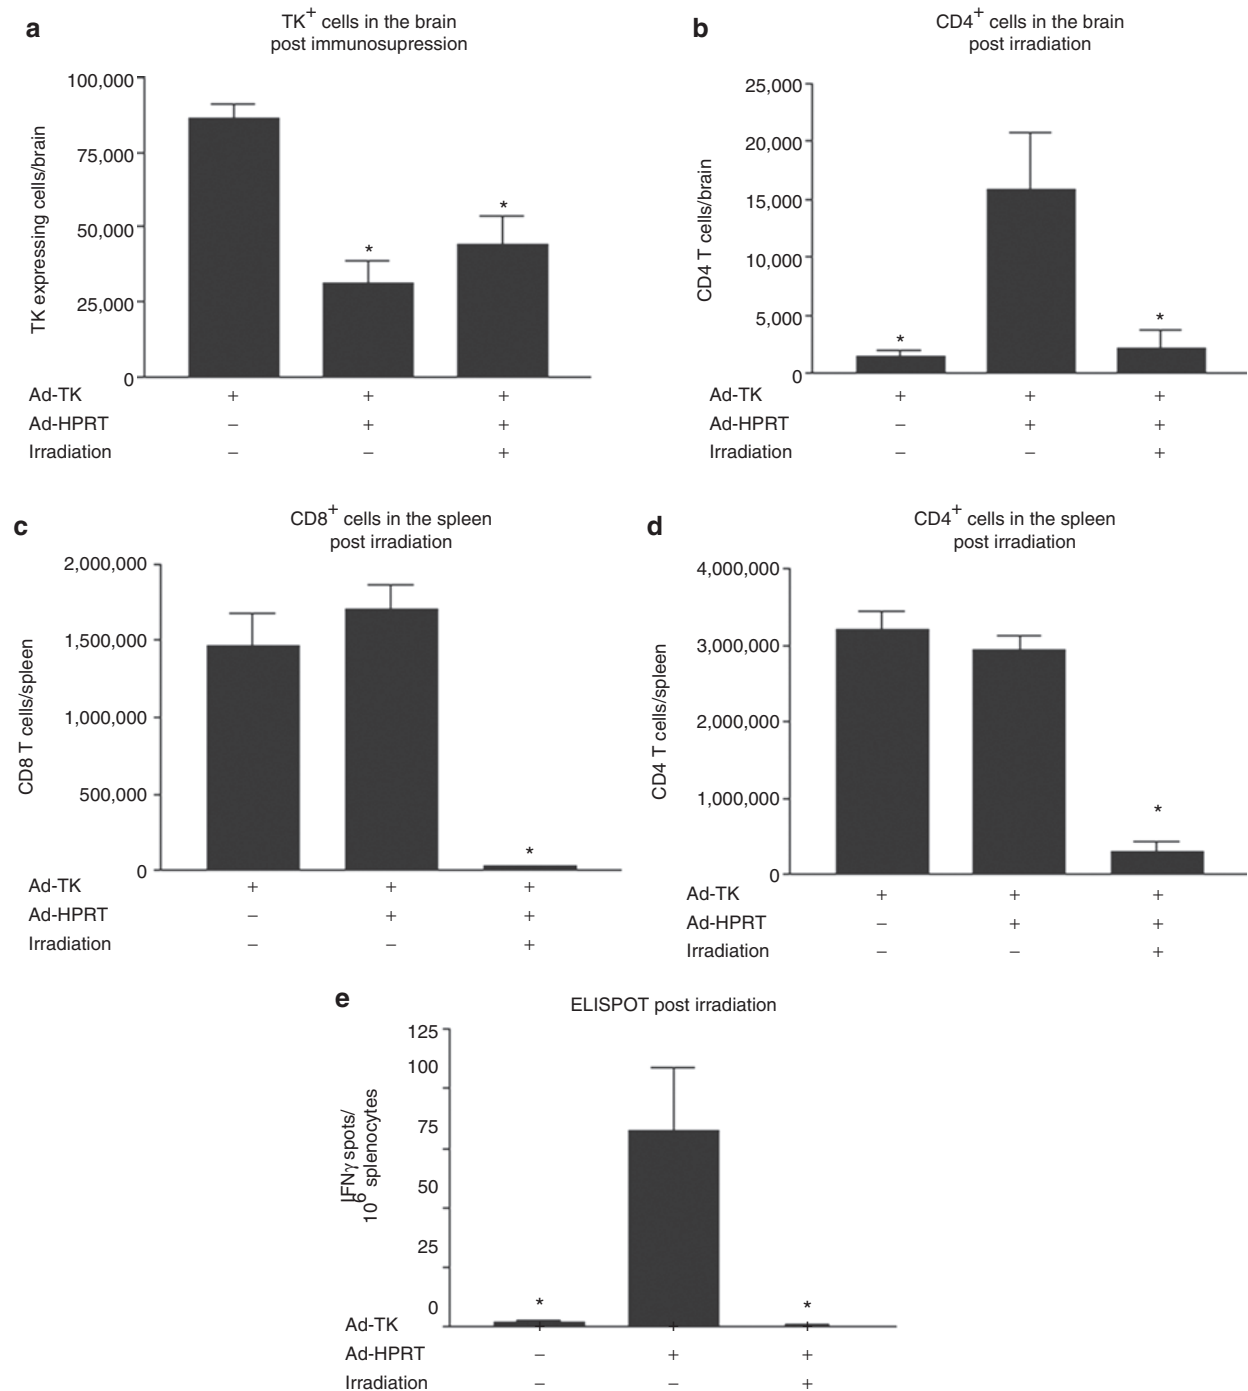 a
TK+ cells in the brain
post immunosupression
TK expressing cells/brain
100,000
75,000
50,000
25,000
0
* *
Ad-TK + + +
Ad-HPRT – + +
Irradiation – – +
b
CD4+ cells in the brain
post irradiation
CD4 T cells/brain
25,000
20,000
15,000
10,000
5,000
0
* *
Ad-TK + + +
Ad-HPRT – + +
Irradiation – – +
c
CD8+ cells in the spleen
post irradiation
CD8 T cells/spleen
2,000,000
1,500,000
1,000,000
500,000
0
*
Ad-TK + + +
Ad-HPRT – + +
Irradiation – – +
d
CD4+ cells in the spleen
post irradiation
CD4 T cells/spleen
4,000,000
3,000,000
2,000,000
1,000,000
0
*
Ad-TK + + +
Ad-HPRT – + +
Irradiation – – +
e
ELISPOT post irradiation
IFNγ spots/
10⁶ splenocytes
125
100
75
50
25
0
* *
Ad-TK + + +
Ad-HPRT – + +
Irradiation – – +